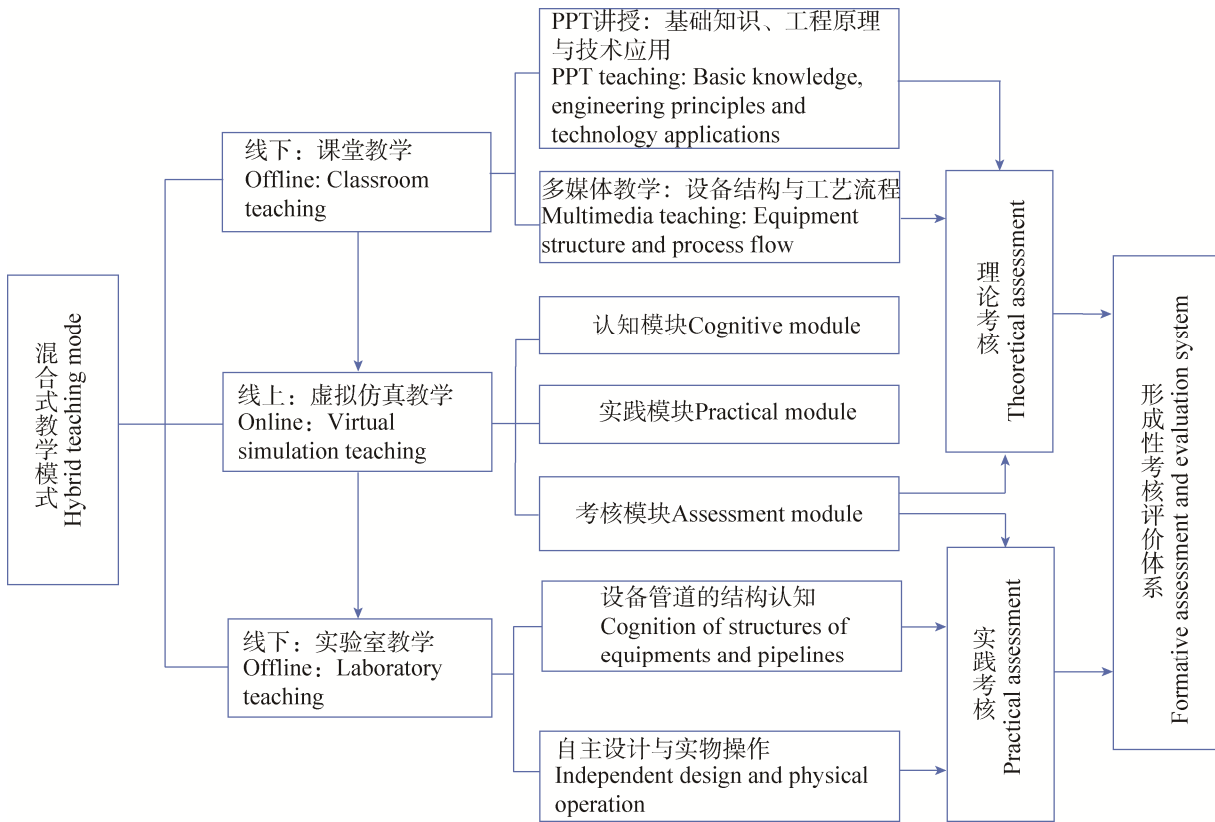 混合式教学模式
Hybrid teaching mode
线下：课堂教学
Offline: Classroom
teaching
线上：虚拟仿真教学
Online：Virtual
simulation teaching
线下：实验室教学
Offline：Laboratory
teaching
PPT讲授：基础知识、工程原理
与技术应用
PPT teaching: Basic knowledge,
engineering principles and
technology applications
多媒体教学：设备结构与工艺流程
Multimedia teaching: Equipment
structure and process flow
认知模块Cognitive module
实践模块Practical module
考核模块Assessment module
设备管道的结构认知
Cognition of structures of
equipments and pipelines
自主设计与实物操作
Independent design and physical
operation
理论考核
Theoretical assessment
实践考核
Practical assessment
形成性考核评价体系
Formative assessment and evaluation system